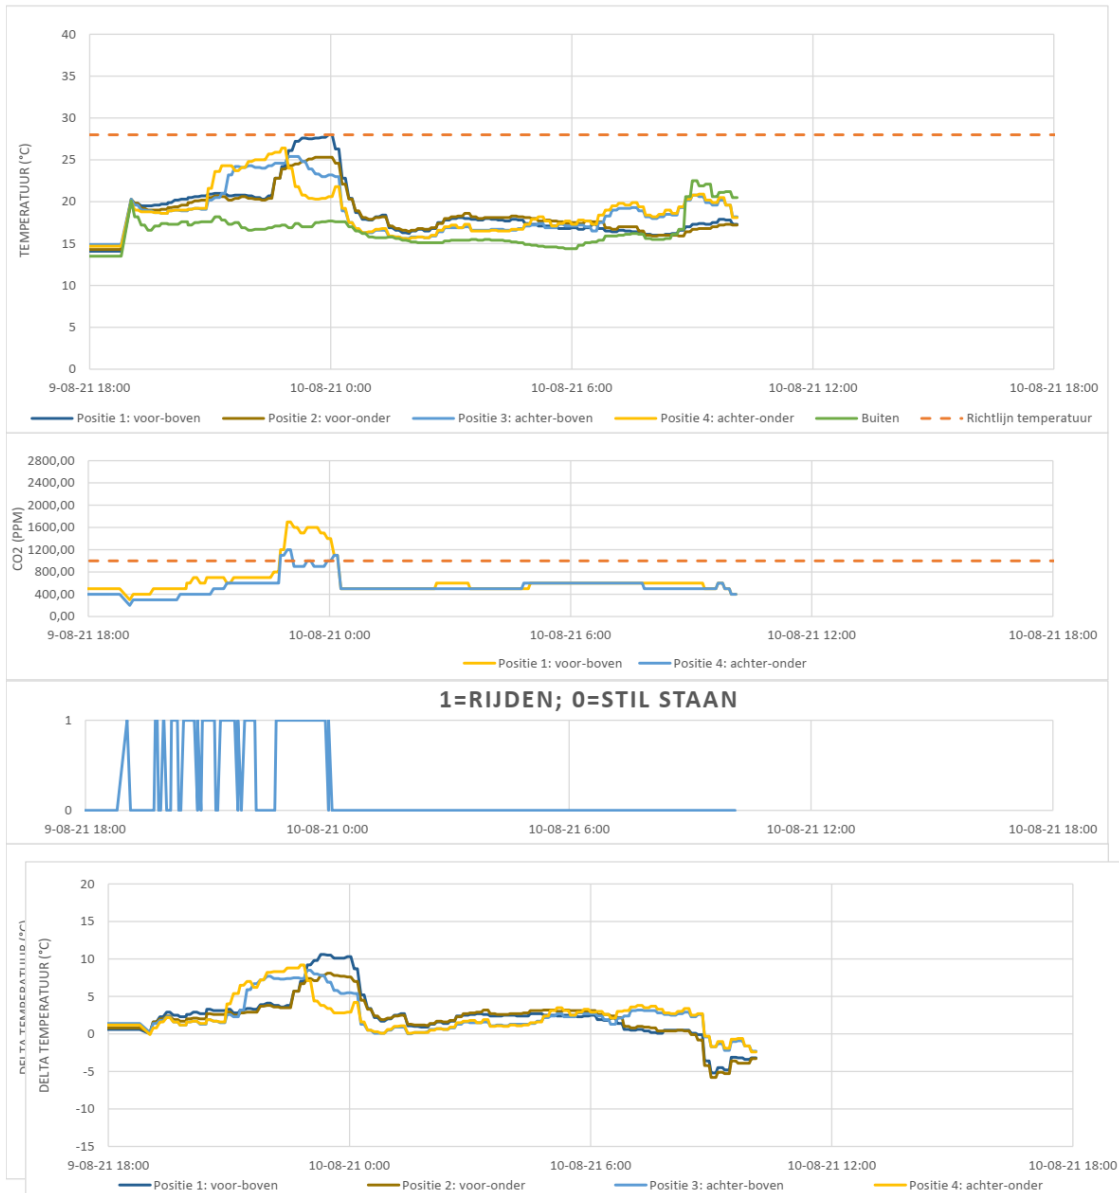 40
35
30
25
20
15
10
5
0
TEMPERATUUR (°C)
9-08-21 18:00 10-08-21 0:00 10-08-21 6:00 10-08-21 12:00 10-08-21 18:00
Positie 1: voor-boven Positie 2: voor-onder Positie 3: achter-boven Positie 4: achter-onder Buiten Richtlijn temperatuur
2800,00
2400,00
2000,00
1600,00
1200,00
800,00
400,00
0,00
CO2 (PPM)
9-08-21 18:00 10-08-21 0:00 10-08-21 6:00 10-08-21 12:00 10-08-21 18:00
Positie 1: voor-boven Positie 4: achter-onder
1=RIJDEN; 0=STIL STAAN
1
0
9-08-21 18:00 10-08-21 0:00 10-08-21 6:00 10-08-21 12:00 10-08-21 18:00
20
15
10
5
0
-5
-10
-15
DELTA TEMPERATUUR (°C)
DELTA TEMPERATUUR (°C)
9-08-21 18:00 10-08-21 0:00 10-08-21 6:00 10-08-21 12:00 10-08-21 18:00
Positie 1: voor-boven Positie 2: voor-onder Positie 3: achter-boven Positie 4: achter-onder